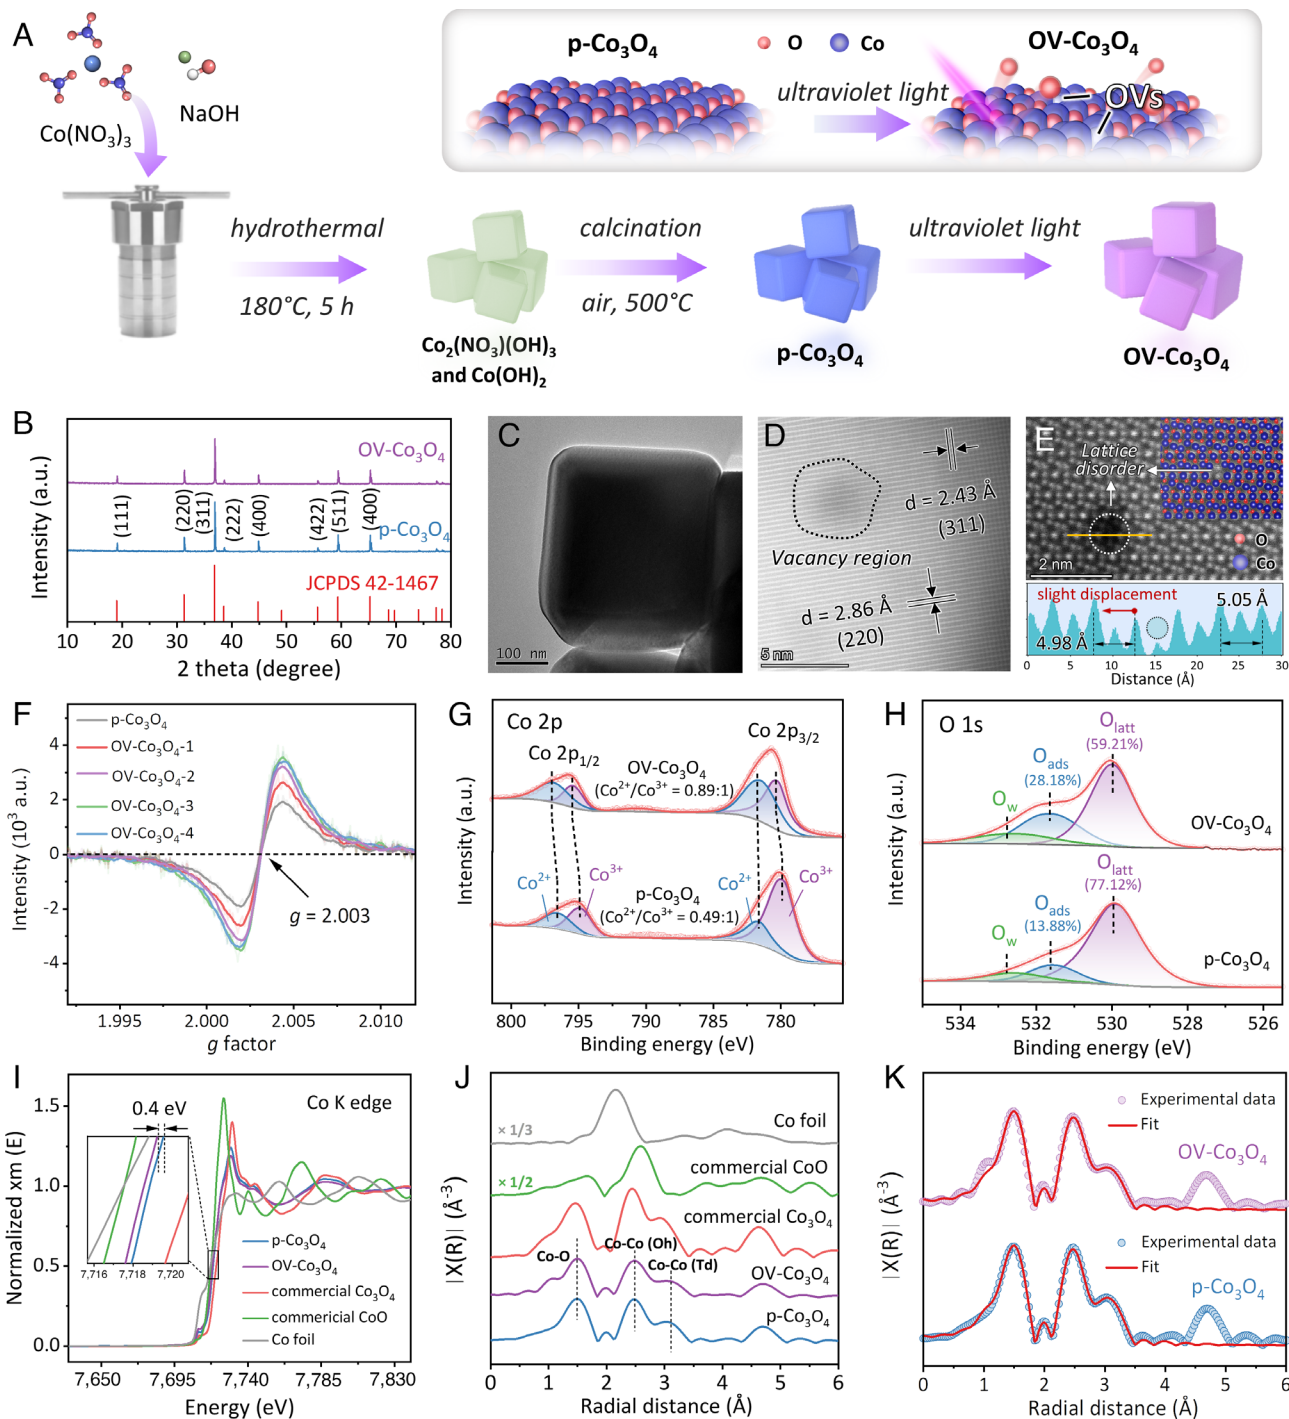 A
Co(NO₃)₃
NaOH
p-Co₃O₄
O
Co
OV-Co₃O₄
ultraviolet light
OVs
hydrothermal
180°C, 5 h
Co₂(NO₃)(OH)₃
and Co(OH)₂
calcination
air, 500°C
p-Co₃O₄
ultraviolet light
OV-Co₃O₄
B
OV-Co₃O₄
(111)
(220)
(311)
(222)
(400)
(422)
(511)
(400)
p-Co₃O₄
JCPDS 42-1467
Intensity (a.u.)
10 20 30 40 50 60 70 80
2 theta (degree)
C
100 nm
D
d = 2.43 Å
(311)
Vacancy region
d = 2.86 Å
(220)
5 nm
E
Lattice
disorder
O
Co
2 nm
slight displacement
5.05 Å
4.98 Å
0 5 10 15 20 25 30
Distance (Å)
F
p-Co₃O₄
OV-Co₃O₄-1
OV-Co₃O₄-2
OV-Co₃O₄-3
OV-Co₃O₄-4
g = 2.003
Intensity (10³ a.u.)
4
2
0
-2
-4
1.995 2.000 2.005 2.010
g factor
G
Co 2p
Co 2p₁/₂
Co 2p₃/₂
OV-Co₃O₄
(Co²⁺/Co³⁺ = 0.89:1)
Co²⁺
Co³⁺
p-Co₃O₄
(Co²⁺/Co³⁺ = 0.49:1)
Co²⁺
Co³⁺
Intensity (a.u.)
800 795 790 785 780
Binding energy (eV)
H
O 1s
Olatt
(59.21%)
Oads
(28.18%)
Ow
OV-Co₃O₄
Olatt
(77.12%)
Oads
(13.88%)
Ow
p-Co₃O₄
Intensity (a.u.)
534 532 530 528 526
Binding energy (eV)
I
Co K edge
0.4 eV
7,716 7,718 7,720
p-Co₃O₄
OV-Co₃O₄
commercial Co₃O₄
commericial CoO
Co foil
Normalized xm (E)
1.5
1.0
0.5
0.0
7,650 7,695 7,740 7,785 7,830
Energy (eV)
J
× 1/3
Co foil
× 1/2
commercial CoO
commercial Co₃O₄
Co-O
Co-Co (Oh)
Co-Co (Td)
OV-Co₃O₄
p-Co₃O₄
|X(R)| (Å⁻³)
0 1 2 3 4 5 6
Radial distance (Å)
K
Experimental data
Fit
OV-Co₃O₄
Experimental data
Fit
p-Co₃O₄
|X(R)| (Å⁻³)
0 1 2 3 4 5 6
Radial distance (Å)